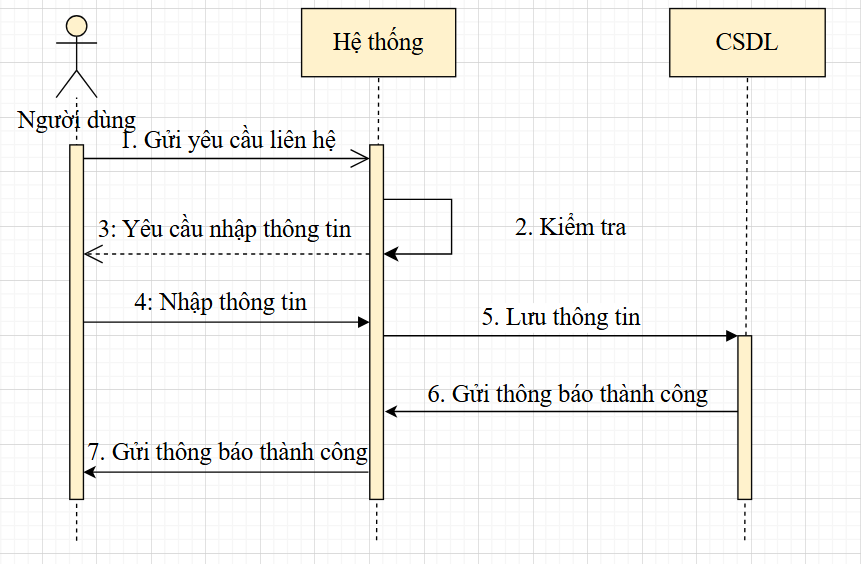 Hệ thống
CSDL
Người dùng
1. Gửi yêu cầu liên hệ
2. Kiểm tra
3: Yêu cầu nhập thông tin
4: Nhập thông tin
5. Lưu thông tin
6. Gửi thông báo thành công
7. Gửi thông báo thành công